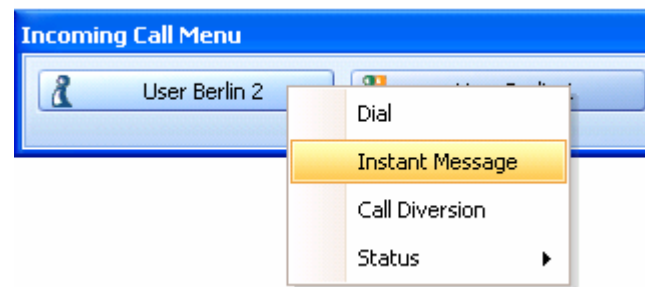 Incoming Call Menu
User Berlin 2
Dial
Instant Message
Call Diversion
Status